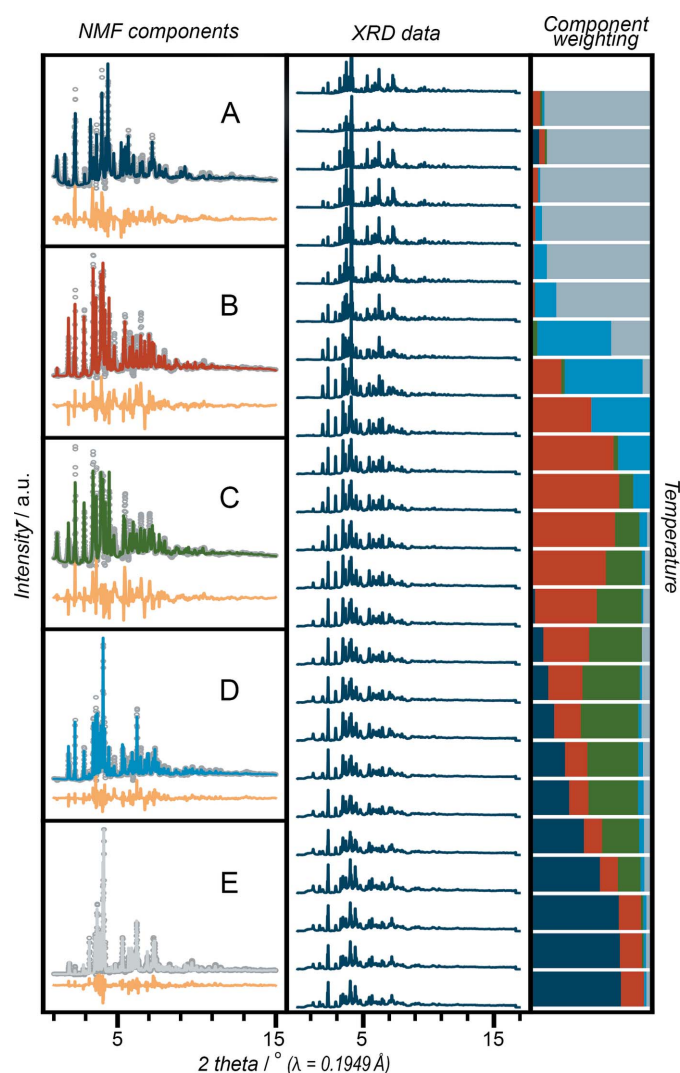 NMF components
XRD data
Component
weighting
A
B
C
D
E
Intensity / a.u.
Temperature
5
15
5
15
2 theta / ° (λ = 0.1949 Å)